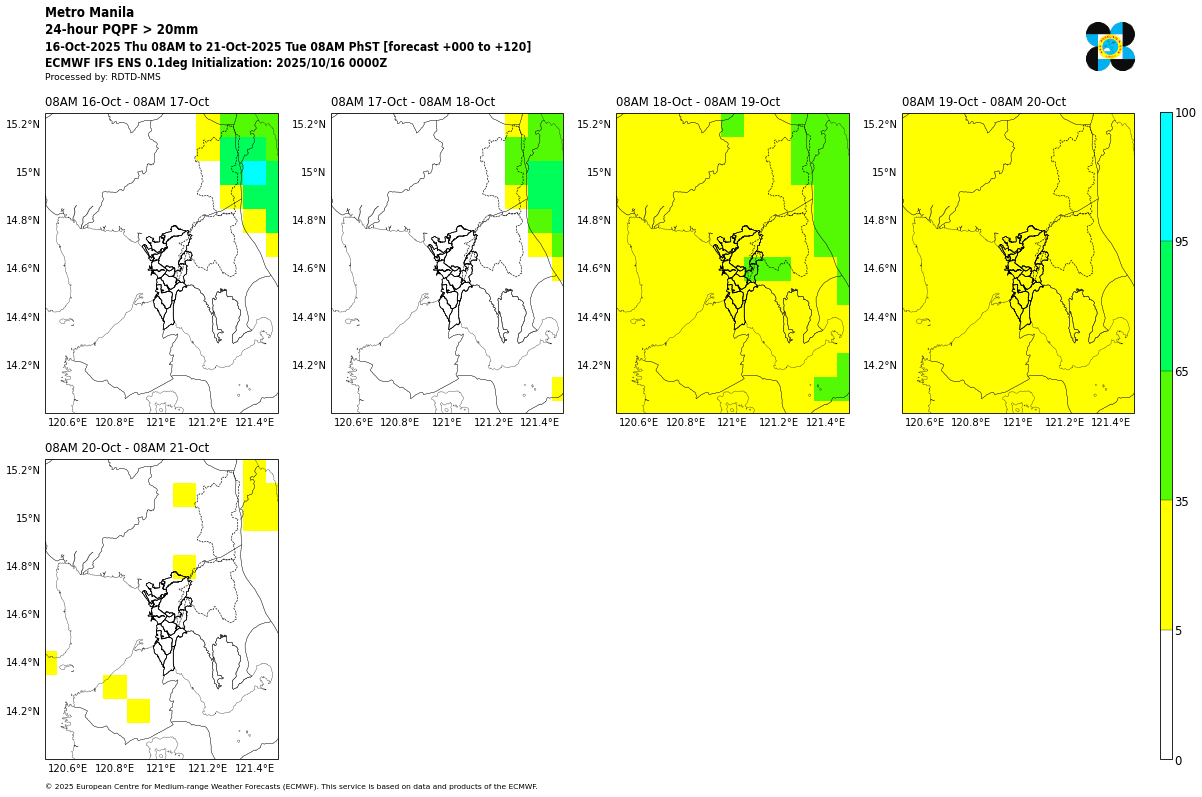 Metro Manila
24-hour PQPF > 20mm
16-Oct-2025 Thu 08AM to 21-Oct-2025 Tue 08AM PhST [forecast +000 to +120]
ECMWF IFS ENS 0.1deg Initialization: 2025/10/16 0000Z
Processed by: RDTD-NMS
08AM 16-Oct - 08AM 17-Oct
08AM 17-Oct - 08AM 18-Oct
08AM 18-Oct - 08AM 19-Oct
08AM 19-Oct - 08AM 20-Oct
15.2°N 15°N 14.8°N 14.6°N 14.4°N 14.2°N
120.6°E 120.8°E 121°E 121.2°E 121.4°E
15.2°N 15°N 14.8°N 14.6°N 14.4°N 14.2°N
120.6°E 120.8°E 121°E 121.2°E 121.4°E
15.2°N 15°N 14.8°N 14.6°N 14.4°N 14.2°N
120.6°E 120.8°E 121°E 121.2°E 121.4°E
15.2°N 15°N 14.8°N 14.6°N 14.4°N 14.2°N
120.6°E 120.8°E 121°E 121.2°E 121.4°E
08AM 20-Oct - 08AM 21-Oct
15.2°N 15°N 14.8°N 14.6°N 14.4°N 14.2°N
120.6°E 120.8°E 121°E 121.2°E 121.4°E
100
95
65
35
5
0
© 2025 European Centre for Medium-range Weather Forecasts (ECMWF). This service is based on data and products of the ECMWF.